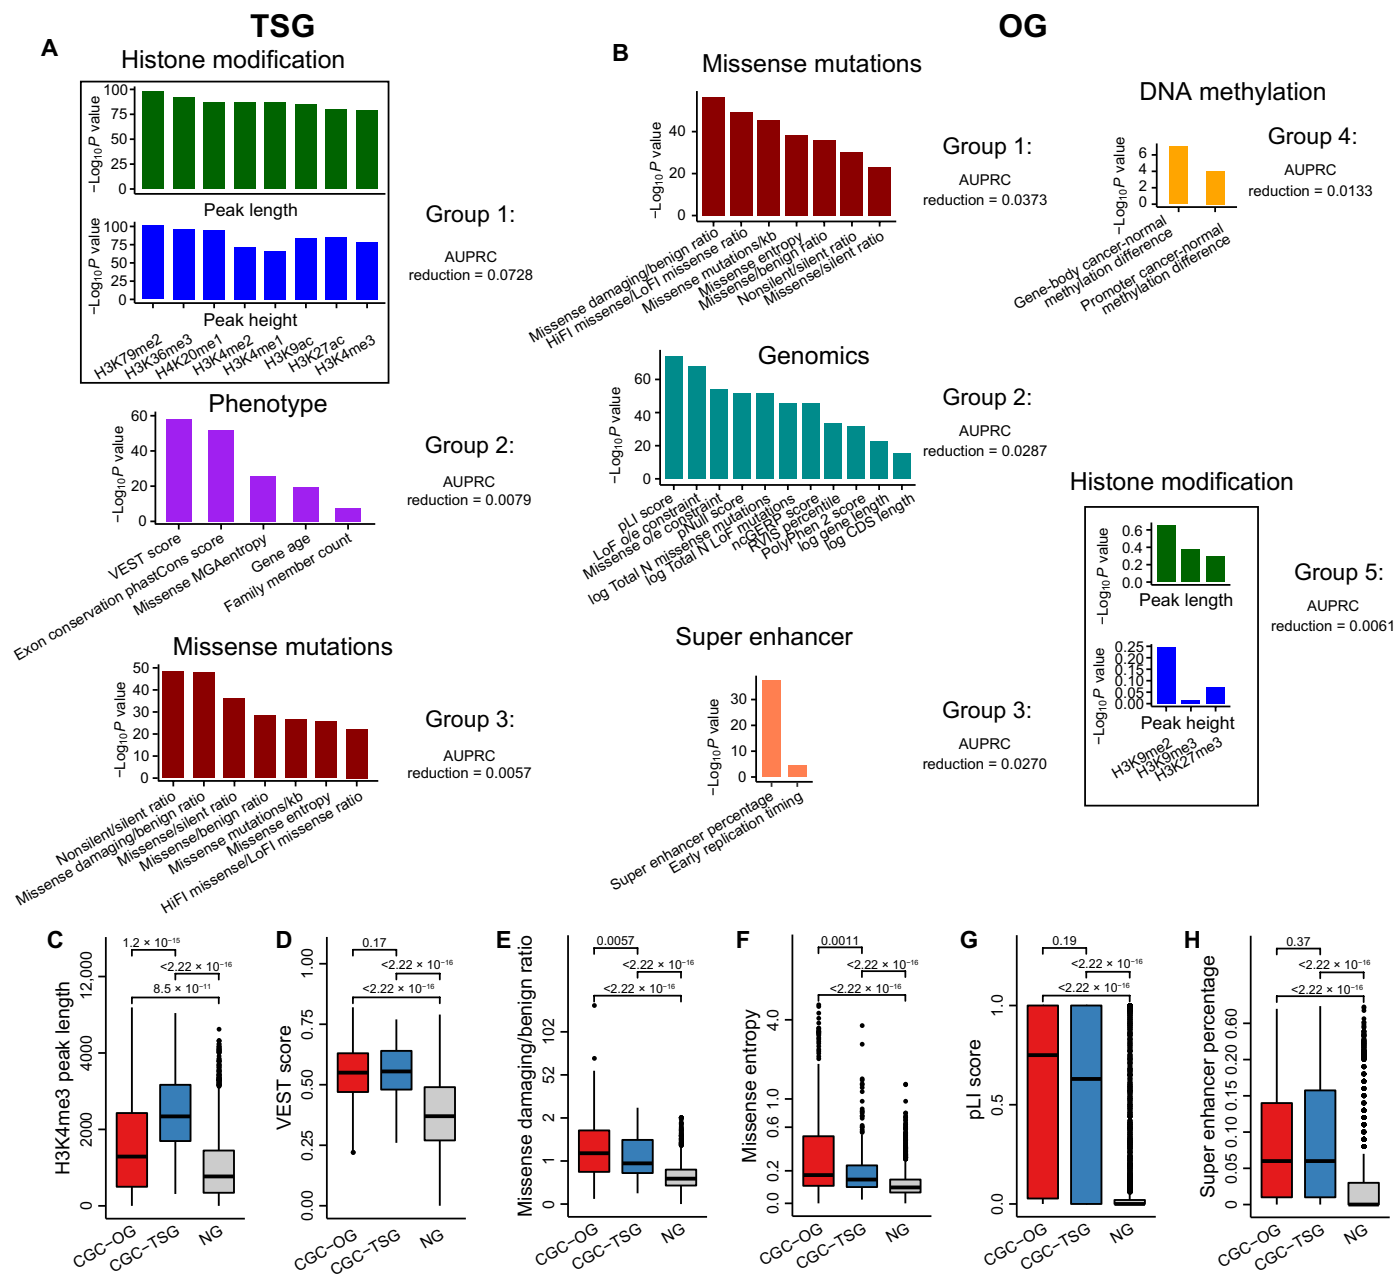 TSG
OG
A
Histone modification
−Log10P value
100
75
50
25
0
Peak length
−Log10P value
100
75
50
25
0
Peak height
H3K79me2
H3K36me3
H4K20me1
H3K4me2
H3K4me1
H3K9ac
H3K27ac
H3K4me3
Group 1:
AUPRC
reduction = 0.0728
Phenotype
−Log10P value
60
40
20
0
VEST score
Exon conservation phastCons score
Missense MGAentropy
Gene age
Family member count
Group 2:
AUPRC
reduction = 0.0079
Missense mutations
−Log10P value
50
40
30
20
10
0
Nonsilent/silent ratio
Missense damaging/benign ratio
Missense/silent ratio
Missense/benign ratio
Missense mutations/kb
Missense entropy
HiFI missense/LoFI missense ratio
Group 3:
AUPRC
reduction = 0.0057
B
Missense mutations
−Log10P value
40
20
0
Missense damaging/benign ratio
HiFI missense/LoFI missense ratio
Missense mutations/kb
Missense entropy
Missense/benign ratio
Nonsilent/silent ratio
Missense/silent ratio
Group 1:
AUPRC
reduction = 0.0373
Genomics
−Log10P value
60
40
20
0
pLI score
LoF o/e constraint
Missense o/e constraint
pNull score
log Total N missense mutations
log Total N LoF mutations
ncGERP score
RVIS percentile
PolyPhen 2 score
log gene length
log CDS length
Group 2:
AUPRC
reduction = 0.0287
Super enhancer
−Log10P value
30
20
10
0
Super enhancer percentage
Early replication timing
Group 3:
AUPRC
reduction = 0.0270
DNA methylation
−Log10P value
6
4
2
0
Gene-body cancer-normal
methylation difference
Promoter cancer-normal
methylation difference
Group 4:
AUPRC
reduction = 0.0133
Histone modification
−Log10P value
0.6
0.4
0.2
0.0
Peak length
−Log10P value
0.25
0.20
0.15
0.10
0.05
0.00
Peak height
H3K9me2
H3K9me3
H3K27me3
Group 5:
AUPRC
reduction = 0.0061
C
H3K4me3 peak length
12,000
4000
2000
0
1.2 × 10−15
<2.22 × 10−16
8.5 × 10−11
CGC−OG
CGC−TSG
NG
D
VEST score
1.00
0.75
0.50
0.25
0.00
0.17
<2.22 × 10−16
<2.22 × 10−16
CGC−OG
CGC−TSG
NG
E
Missense damaging/benign ratio
102
52
2
1
0
0.0057
<2.22 × 10−16
<2.22 × 10−16
CGC−OG
CGC−TSG
NG
F
Missense entropy
4.0
1.0
0.6
0.2
0.0
0.0011
<2.22 × 10−16
<2.22 × 10−16
CGC−OG
CGC−TSG
NG
G
pLI score
1.0
0.5
0.0
0.19
<2.22 × 10−16
<2.22 × 10−16
CGC−OG
CGC−TSG
NG
H
Super enhancer percentage
0.60
0.20
0.15
0.10
0.05
0
0.37
<2.22 × 10−16
<2.22 × 10−16
CGC−OG
CGC−TSG
NG